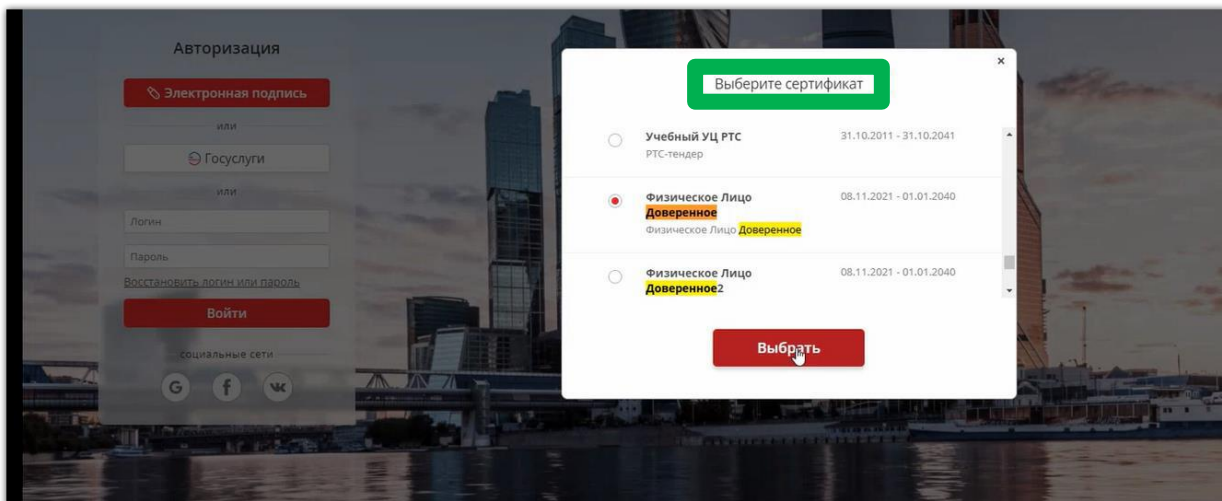 Авторизация
Электронная подпись
или
Госуслуги
или
Логин
Пароль
Восстановить логин или пароль
Войти
социальные сети
G f
Выберите сертификат
×
Учебный УЦ РТС 31.10.2011 - 31.10.2041
РТС-тендер
Физическое Лицо 08.11.2021 - 01.01.2040
Доверенное
Физическое Лицо Доверенное
Физическое Лицо 08.11.2021 - 01.01.2040
Доверенное2
Выбрать